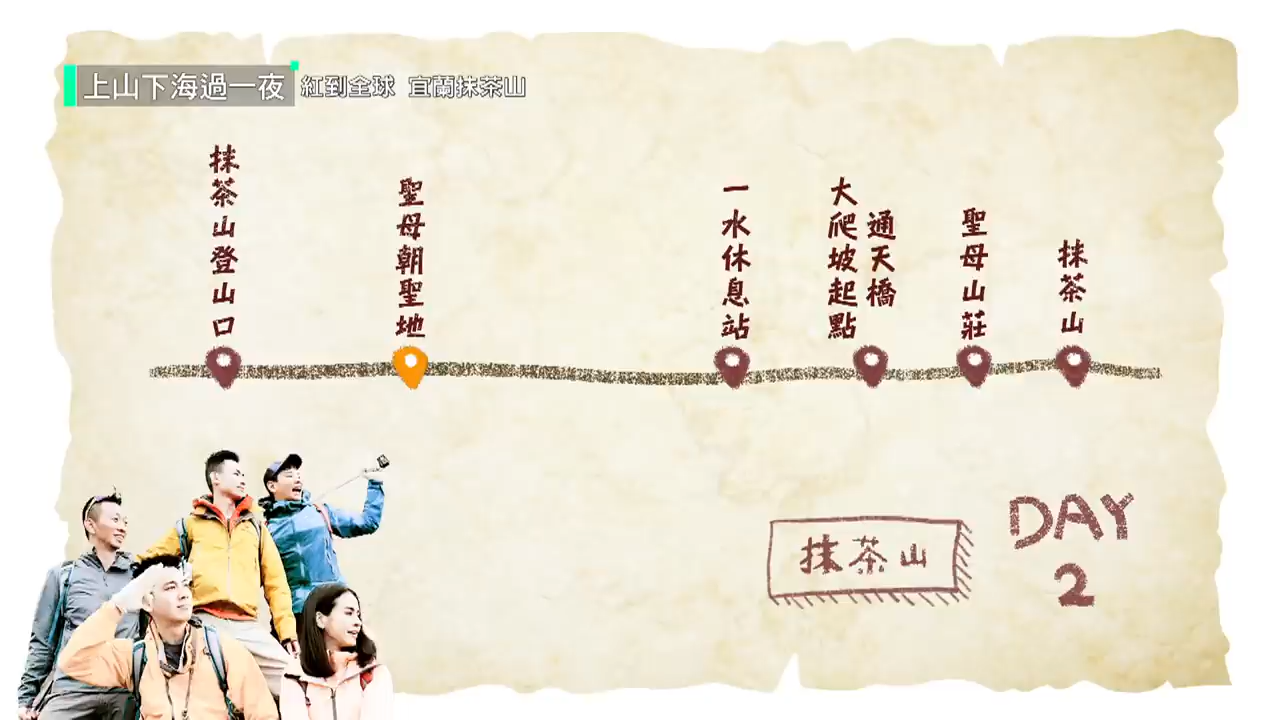 上山下海過一夜 紅到全球 宜蘭抹茶山
抹茶山登山口
聖母朝聖地
一水休息站
大爬坡起點
通天橋
聖母山莊
抹茶山
抹茶山
DAY
2